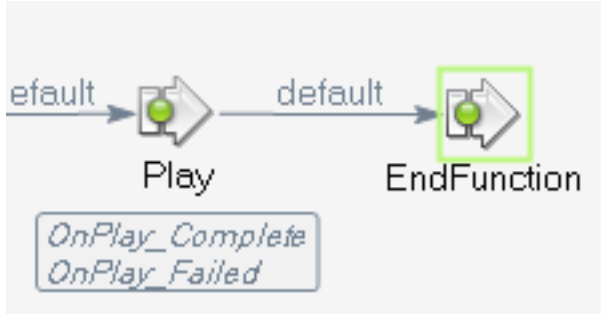 efault
default
Play
EndFunction
OnPlay_Complete
OnPlay_Failed